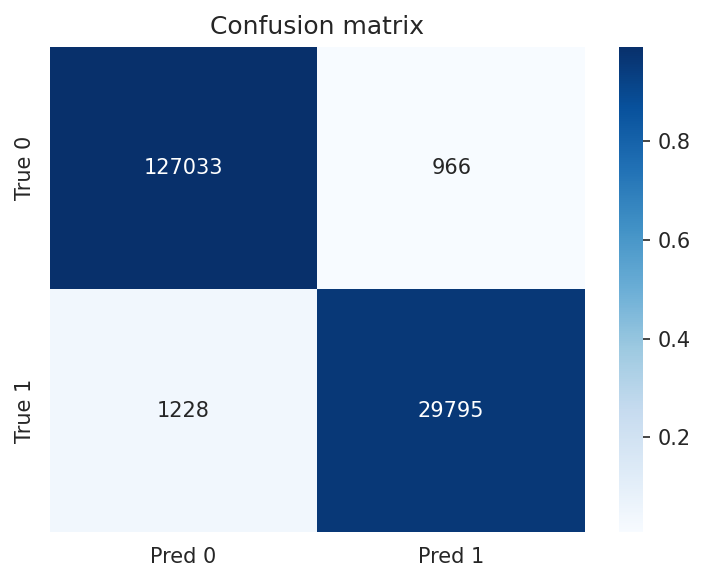 Confusion matrix
True 0
127033
966
True 1
1228
29795
Pred 0
Pred 1
0.8
0.6
0.4
0.2